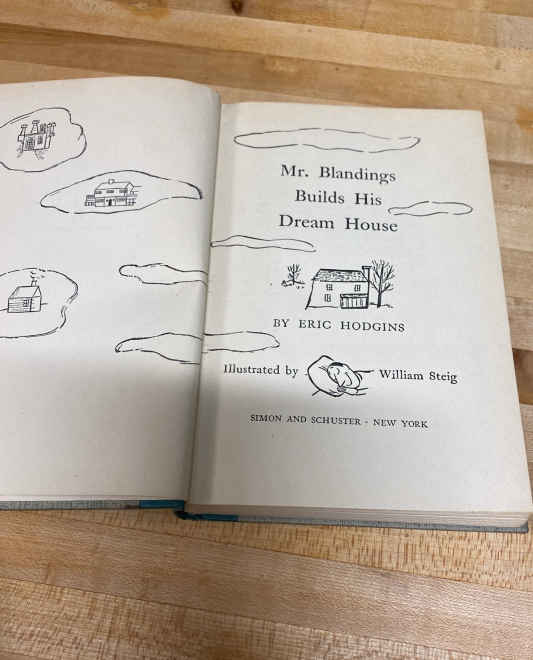 Mr. Blandings
Builds His
Dream House
BY ERIC HODGINS
Illustrated by William Steig
SIMON AND SCHUSTER · NEW YORK